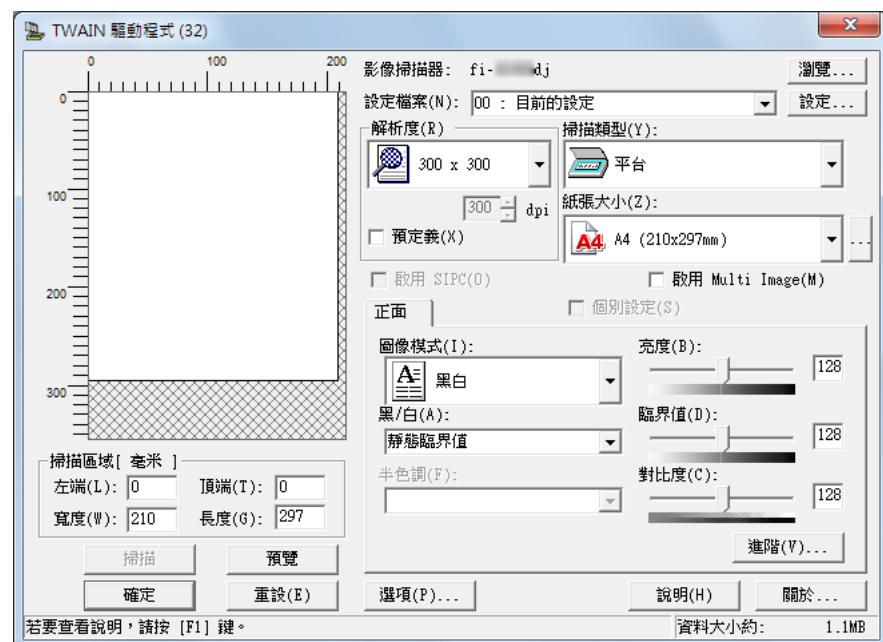 TWAIN 驅動程式 (32)
0 100 200
0
100
200
300
影像掃描器: fi- dj 瀏覽...
設定檔案(N): 00 : 目前的設定 設定...
解析度(R) 掃描類型(Y):
300 x 300 平台
300 dpi 紙張大小(Z):
預定義(X) A4 A4 (210x297mm) ...
啟用 SIPC(O) 啟用 Multi Image(M)
正面 個別設定(S)
圖像模式(I): 亮度(B):
A 黑白 128
黑/白(A): 臨界值(D):
靜態臨界值 128
半色調(F): 對比度(C):
128
進階(V)...
掃描區域[ 毫米 ]
左端(L): 0 頂端(T): 0
寬度(W): 210 長度(G): 297
掃描 預覽
確定 重設(E) 選項(P)... 說明(H) 關於...
若要查看說明，請按 [F1] 鍵。 資料大小約: 1.1MB